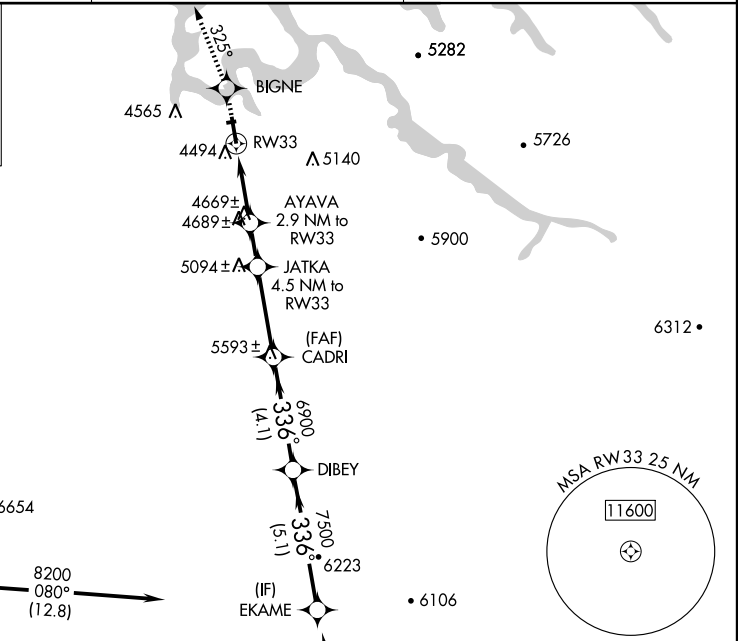 325°
5282
BIGNE
4565
5726
4494
RW33
5140
4669±
AYAVA
4689±
2.9 NM to
RW33
5900
5094±
JATKA
4.5 NM to
RW33
6312
(FAF)
5593±
CADRI
6900
336°
(4.1)
DIBEY
MSA RW33 25 NM
11600
6654
7500
336°
(5.1)
6223
8200
080°
(12.8)
(IF)
EKAME
6106